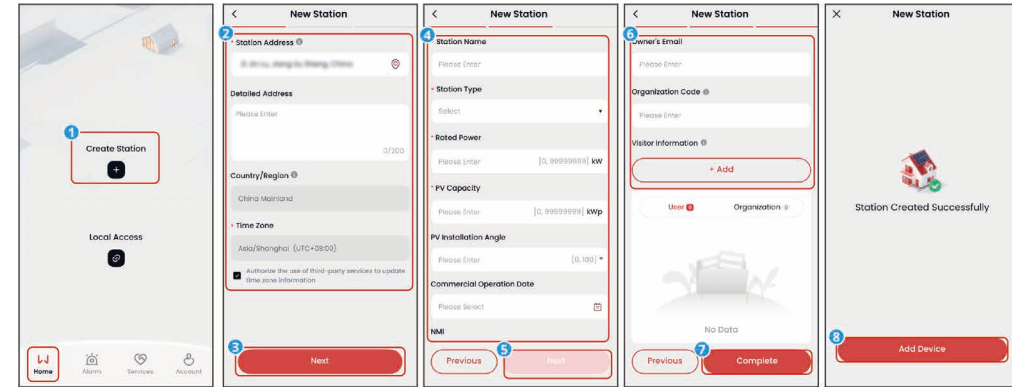 1
Create Station
Local Access
Home
Alarm
Services
Account
New Station
2
* Station Address
Detailed Address
Please Enter
0/200
Country/Region
China Mainland
* Time Zone
Asia/Shanghai (UTC+08:00)
Authorize the use of third-party services to update
time zone information
3
Next
New Station
4
Station Name
Please Enter
* Station Type
Select
* Rated Power
Please Enter [0, 99999999] kW
* PV Capacity
Please Enter [0, 99999999] kWp
PV Installation Angle
Please Enter [0, 180] °
Commercial Operation Date
Please Select
NMI
5
Previous
Next
New Station
6
Owner's Email
Please Enter
Organization Code
Please Enter
Visitor Information
+ Add
User 0
Organization 0
No Data
7
Previous
Complete
New Station
Station Created Successfully
8
Add Device